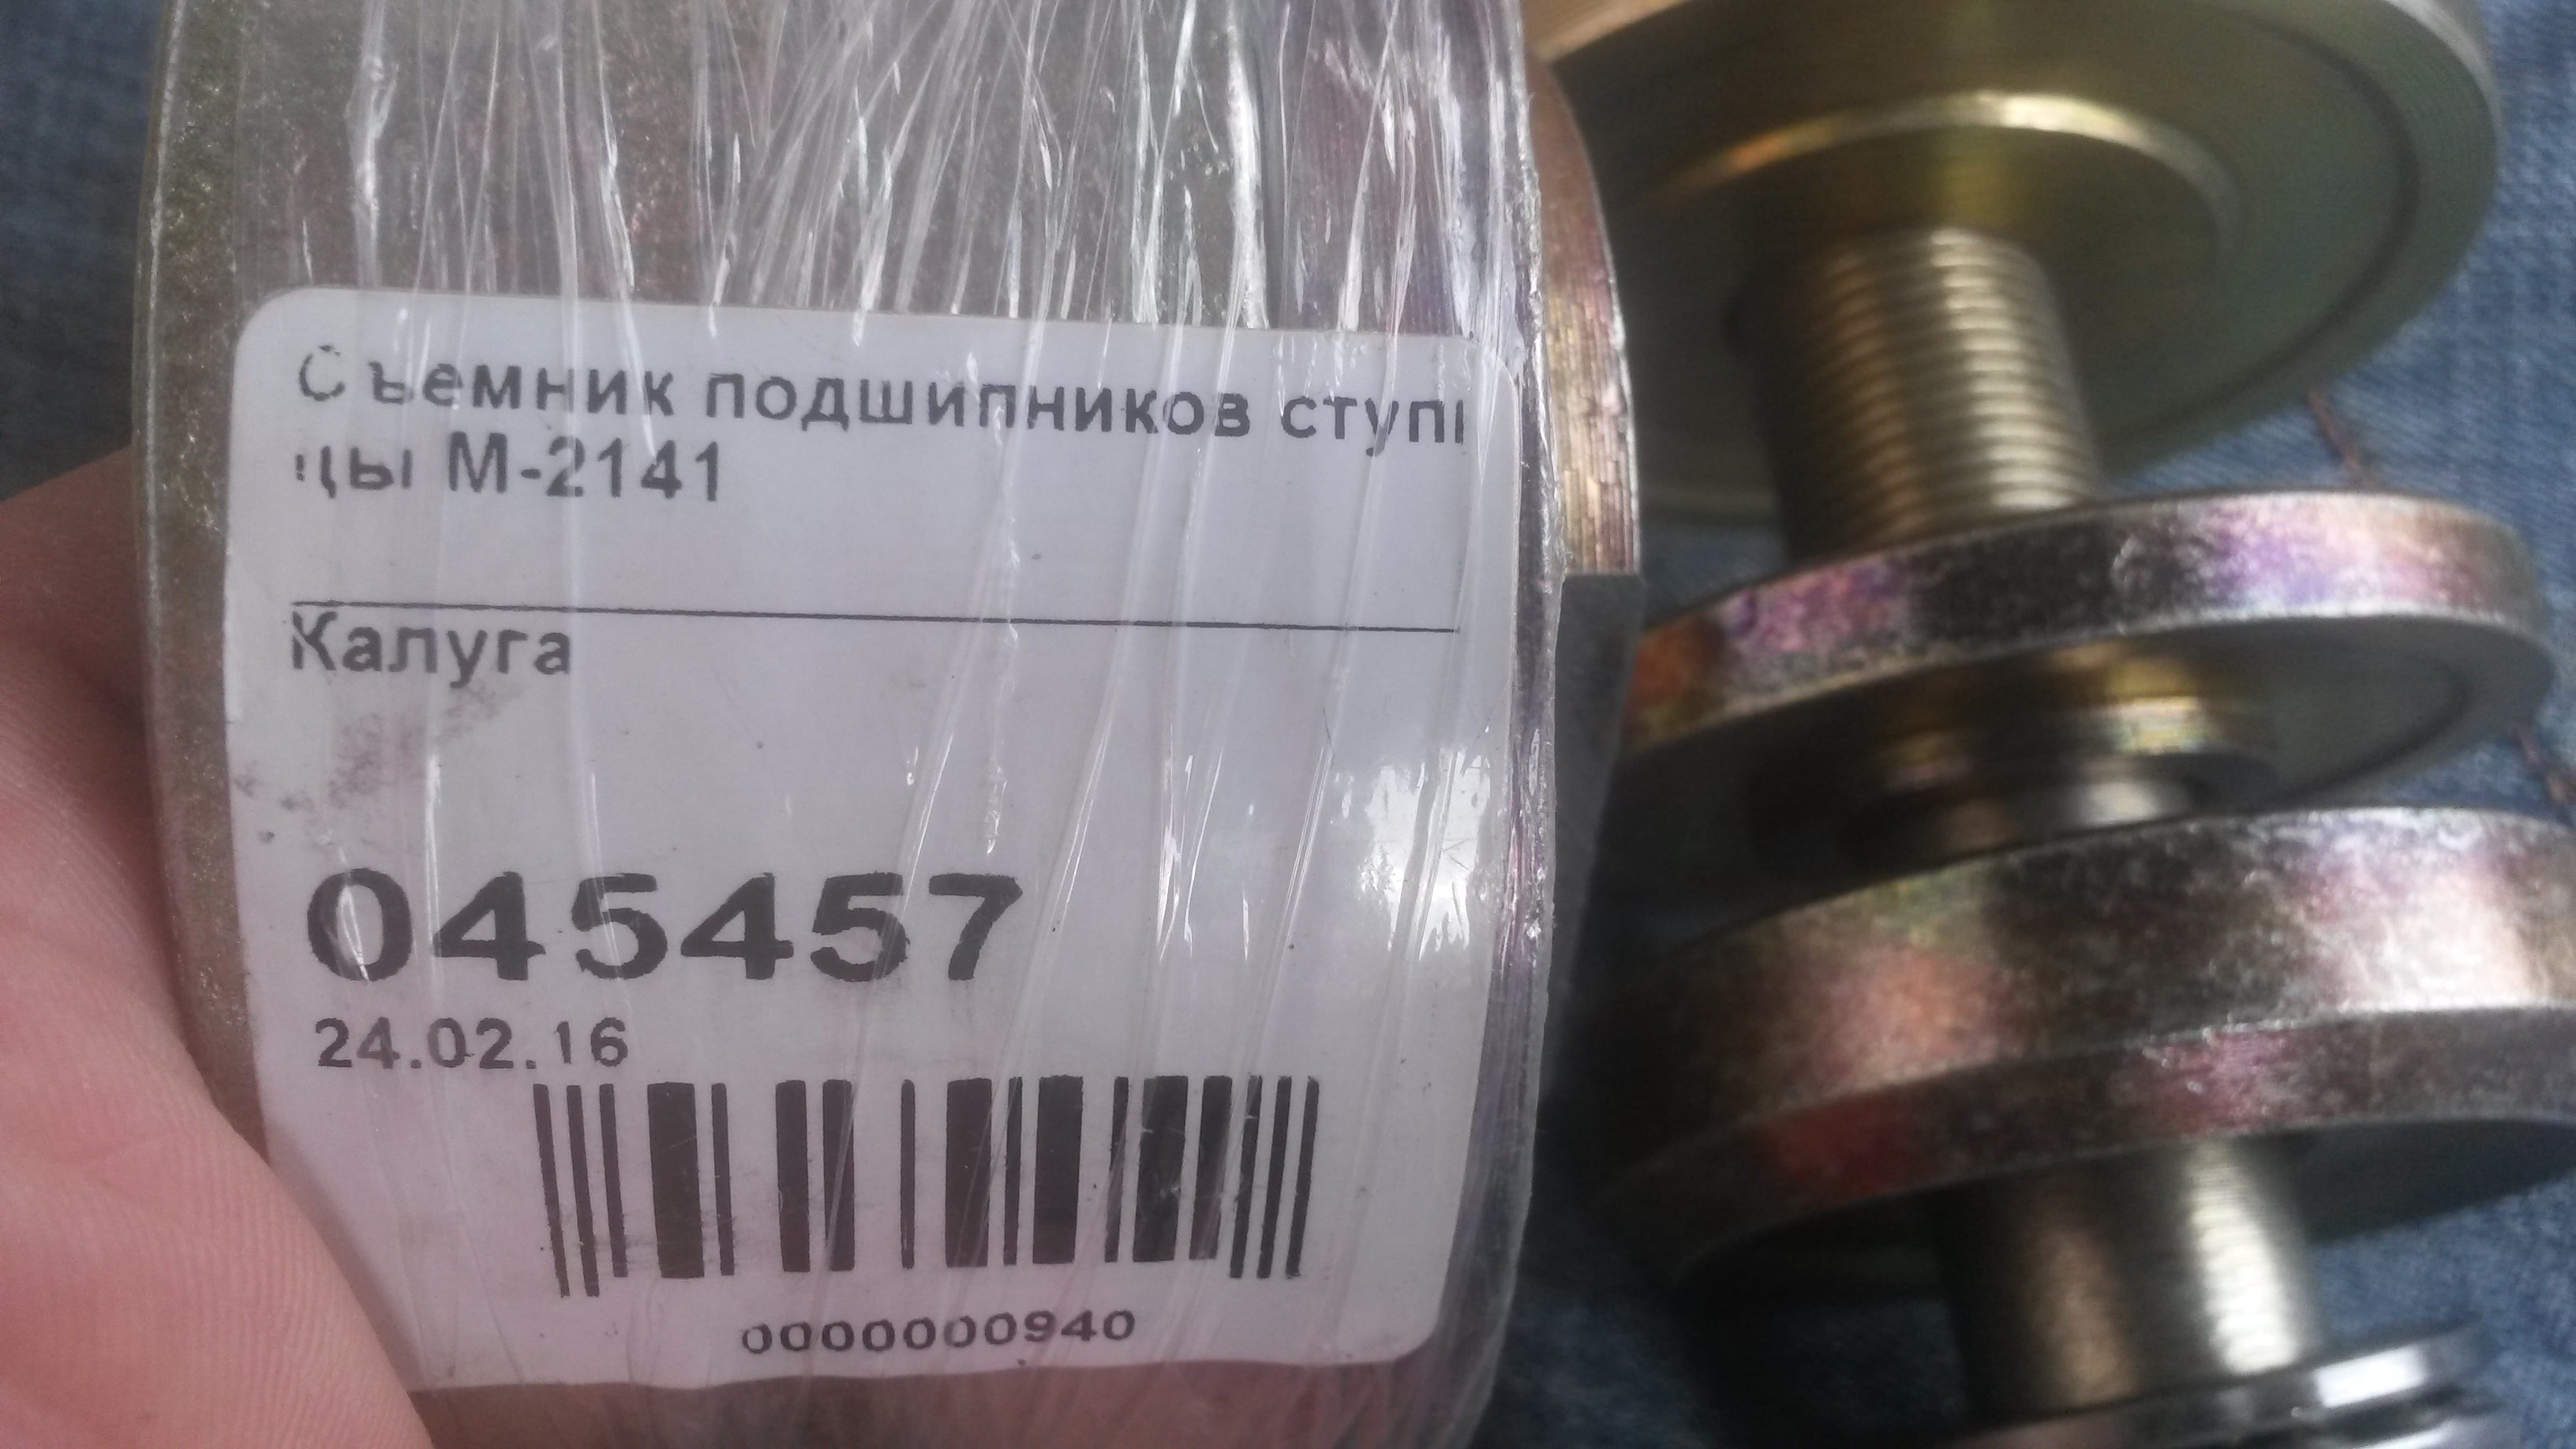 Съемник подшипников ступи
цы М-2141
Калуга
045457
24.02.16
0000000940